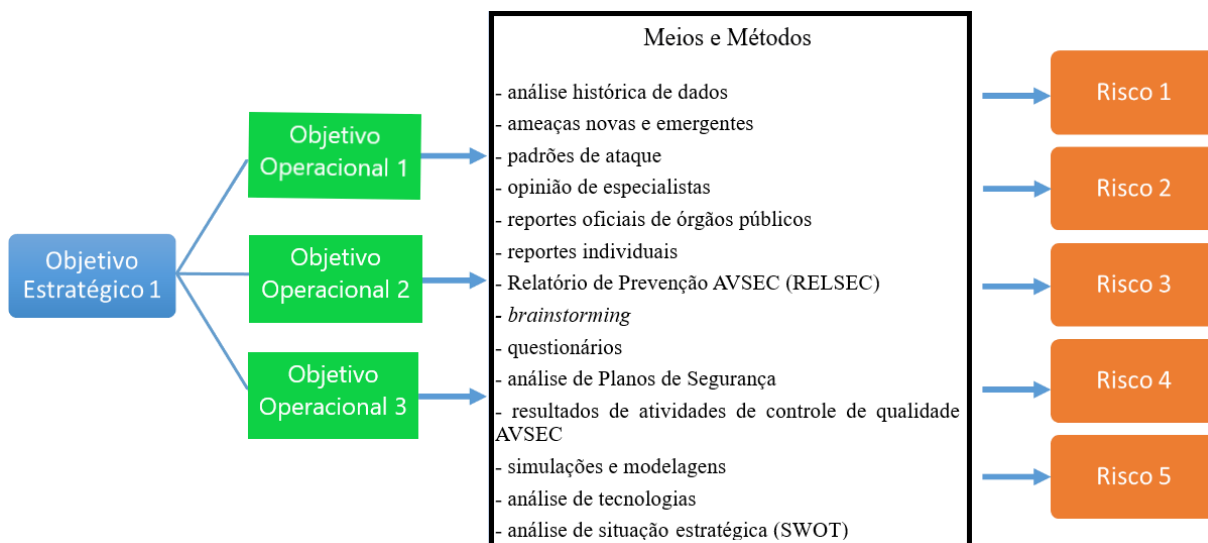 Objetivo
Estratégico 1
Objetivo
Operacional 1
Objetivo
Operacional 2
Objetivo
Operacional 3
Meios e Métodos
- análise histórica de dados
- ameaças novas e emergentes
- padrões de ataque
- opinião de especialistas
- reportes oficiais de órgãos públicos
- reportes individuais
- Relatório de Prevenção AVSEC (RELSEC)
- brainstorming
- questionários
- análise de Planos de Segurança
- resultados de atividades de controle de qualidade
AVSEC
- simulações e modelagens
- análise de tecnologias
- análise de situação estratégica (SWOT)
Risco 1
Risco 2
Risco 3
Risco 4
Risco 5